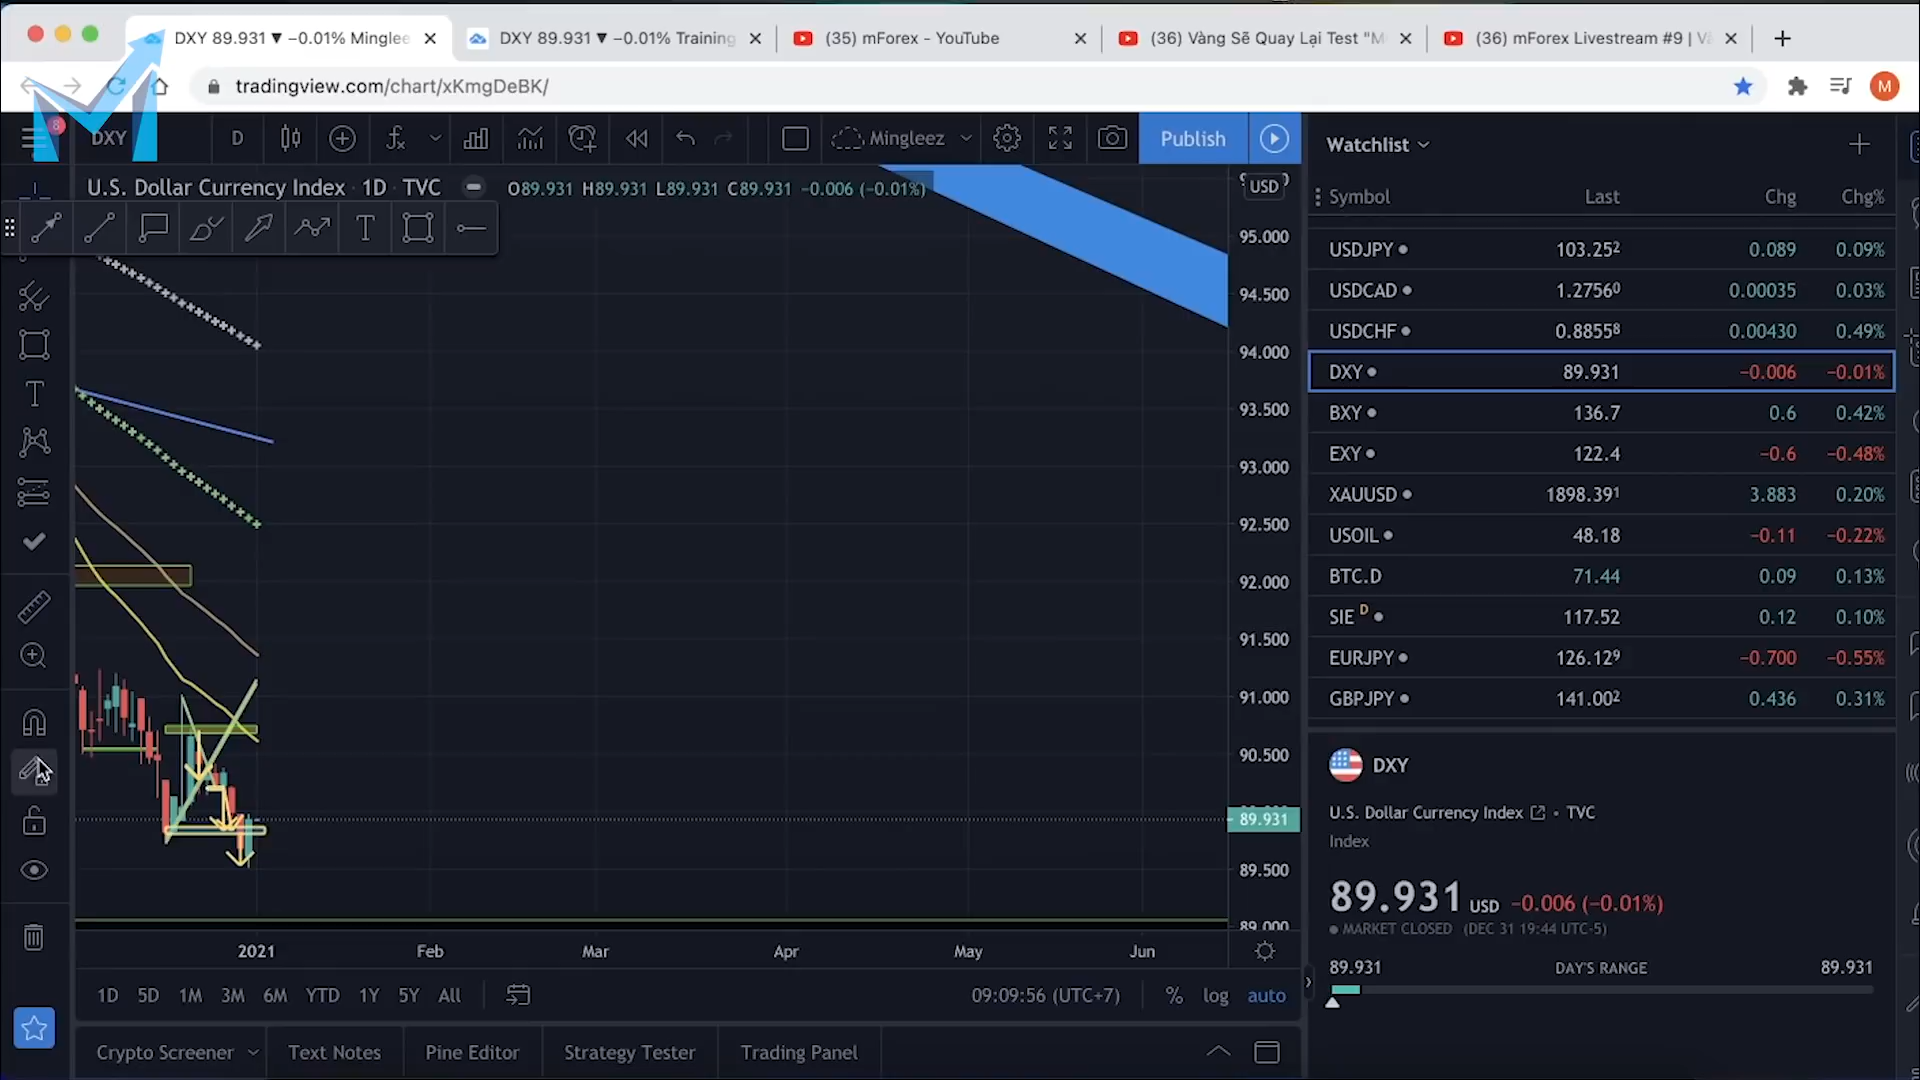 DXY 89.931 ▼ −0.01% Minglee
DXY 89.931 ▼ −0.01% Training
(35) mForex - YouTube
(36) Vàng Sẽ Quay Lại Test "M
(36) mForex Livestream #9 | V
tradingview.com/chart/xKmgDeBK/
M
8
DXY
D
Mingleez
Publish
Watchlist
U.S. Dollar Currency Index · 1D · TVC
O89.931 H89.931 L89.931 C89.931 −0.006 (−0.01%)
USD
Symbol Last Chg Chg%
USDJPY 103.252 0.089 0.09%
USDCAD 1.27560 0.00035 0.03%
USDCHF 0.88558 0.00430 0.49%
DXY 89.931 −0.006 −0.01%
BXY 136.7 0.6 0.42%
EXY 122.4 −0.6 −0.48%
XAUUSD 1898.391 3.883 0.20%
USOIL 48.18 −0.11 −0.22%
BTC.D 71.44 0.09 0.13%
SIE D 117.52 0.12 0.10%
EURJPY 126.129 −0.700 −0.55%
GBPJPY 141.002 0.436 0.31%
95.000
94.500
94.000
93.500
93.000
92.500
92.000
91.500
91.000
90.500
89.931
89.500
89.000
DXY
U.S. Dollar Currency Index • TVC
Index
89.931 USD −0.006 (−0.01%)
MARKET CLOSED (DEC 31 19:44 UTC-5)
89.931 DAY'S RANGE 89.931
2021 Feb Mar Apr May Jun
1D 5D 1M 3M 6M YTD 1Y 5Y All
09:09:56 (UTC+7) % log auto
Crypto Screener Text Notes Pine Editor Strategy Tester Trading Panel